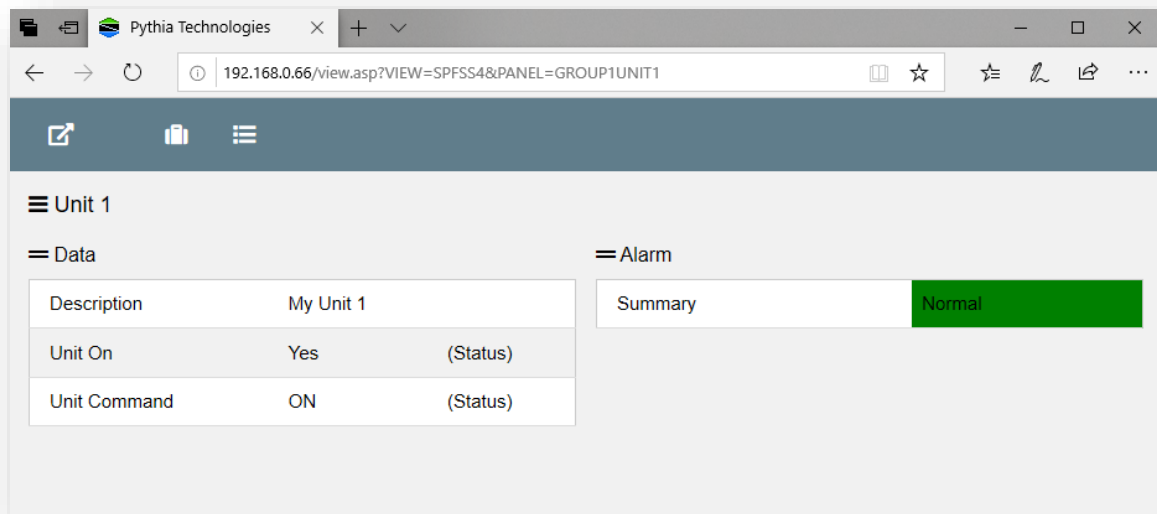 Pythia Technologies
192.168.0.66/view.asp?VIEW=SPFSS4&PANEL=GROUP1UNIT1
Unit 1
Data
Description My Unit 1
Unit On Yes (Status)
Unit Command ON (Status)
Alarm
Summary Normal